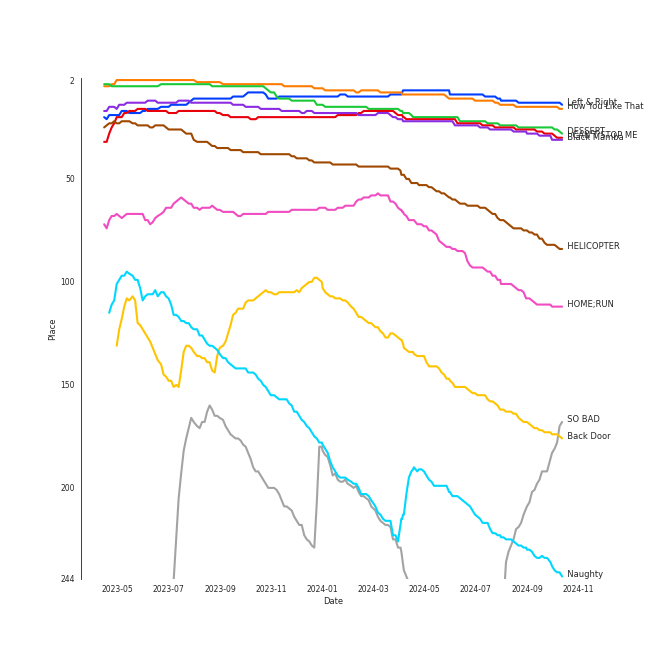 2
50
100
150
200
244
Place
2023-05
2023-07
2023-09
2023-11
2024-01
2024-03
2024-05
2024-07
2024-09
2024-11
Date
Left & Right
How You Like That
DESSERT
Black Mamba
HELICOPTER
HOME;RUN
SO BAD
Back Door
Naughty